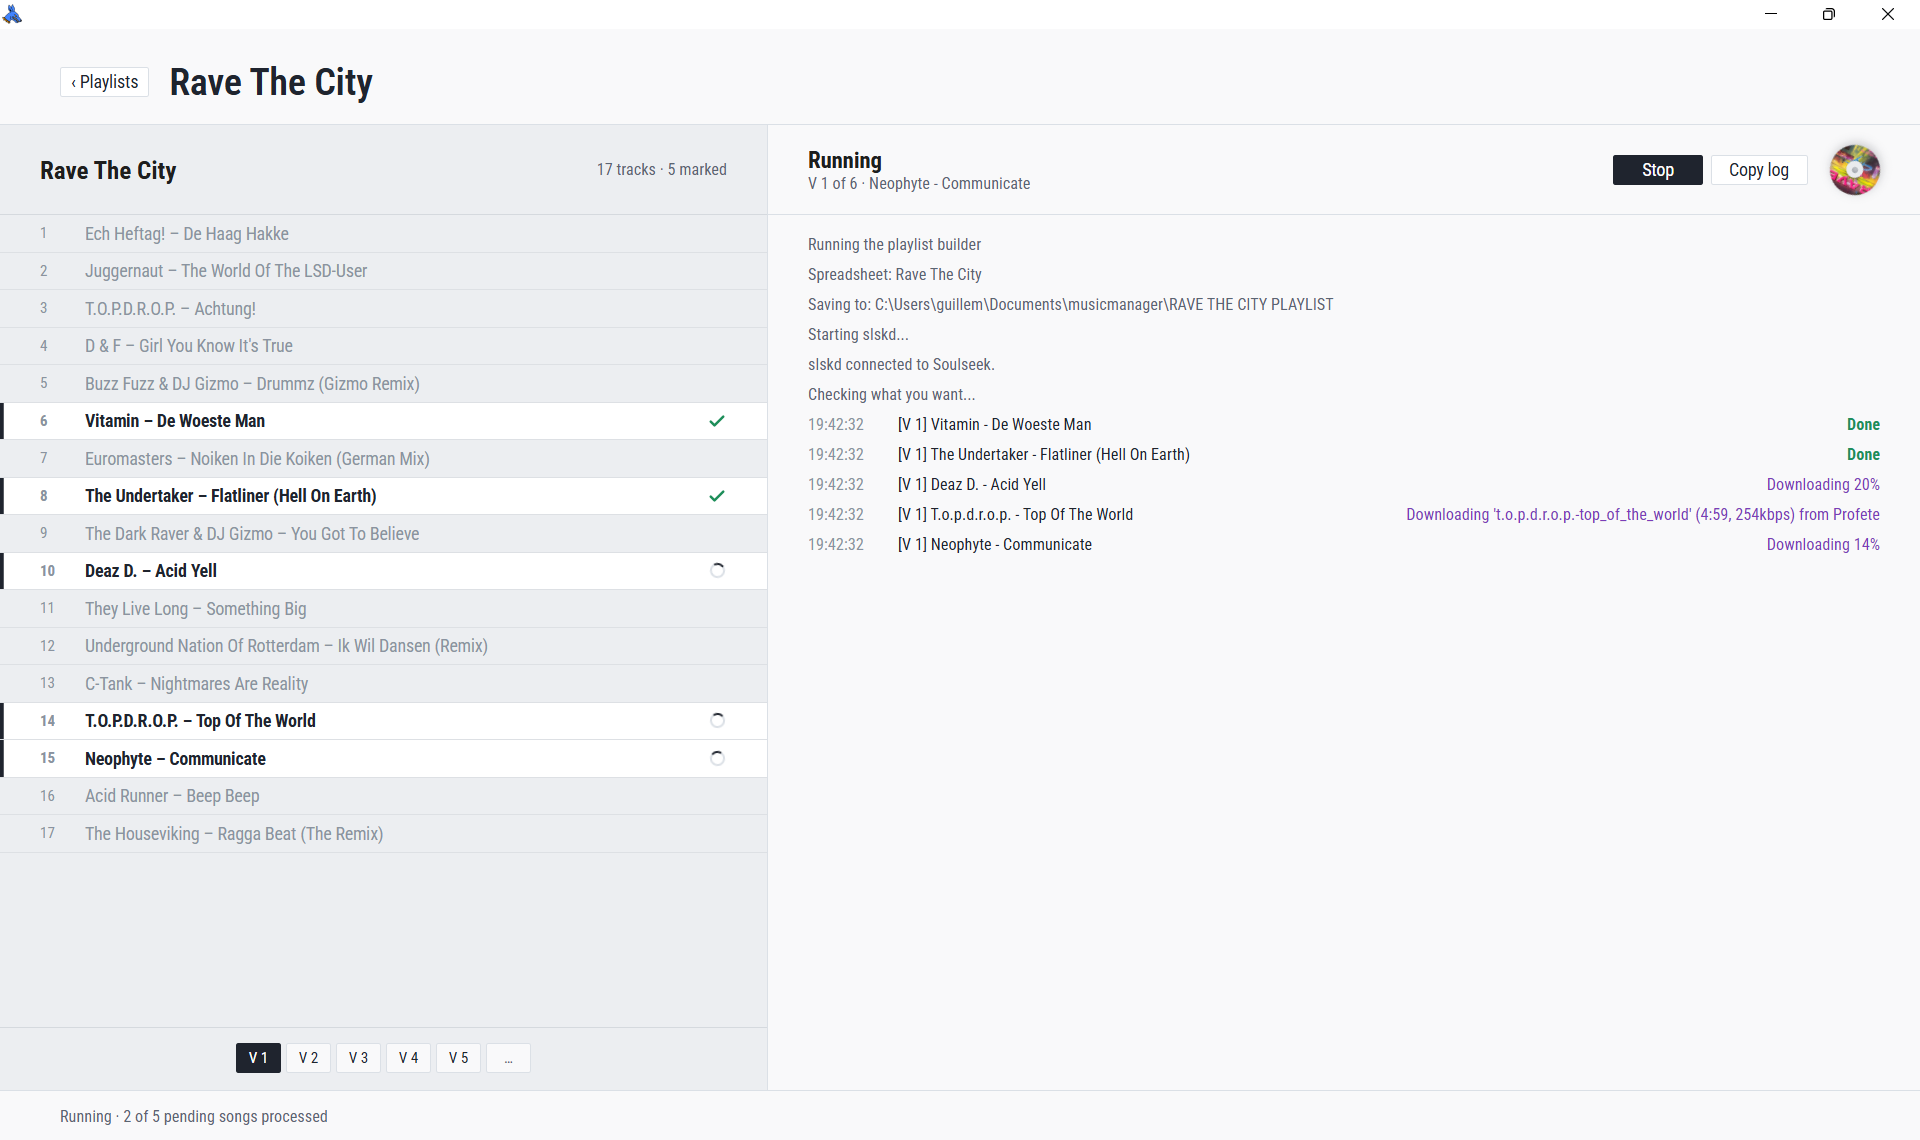 ‹ Playlists
Rave The City
Rave The City
17 tracks · 5 marked
1 Ech Heftag! – De Haag Hakke
2 Juggernaut – The World Of The LSD-User
3 T.O.P.D.R.O.P. – Achtung!
4 D & F – Girl You Know It's True
5 Buzz Fuzz & DJ Gizmo – Drummz (Gizmo Remix)
6 Vitamin – De Woeste Man
7 Euromasters – Noiken In Die Koiken (German Mix)
8 The Undertaker – Flatliner (Hell On Earth)
9 The Dark Raver & DJ Gizmo – You Got To Believe
10 Deaz D. – Acid Yell
11 They Live Long – Something Big
12 Underground Nation Of Rotterdam – Ik Wil Dansen (Remix)
13 C-Tank – Nightmares Are Reality
14 T.O.P.D.R.O.P. – Top Of The World
15 Neophyte – Communicate
16 Acid Runner – Beep Beep
17 The Houseviking – Ragga Beat (The Remix)
V 1 V 2 V 3 V 4 V 5 ...
Running
V 1 of 6 · Neophyte - Communicate
Stop
Copy log
Running the playlist builder
Spreadsheet: Rave The City
Saving to: C:\Users\guillem\Documents\musicmanager\RAVE THE CITY PLAYLIST
Starting slskd...
slskd connected to Soulseek.
Checking what you want...
19:42:32 [V 1] Vitamin - De Woeste Man Done
19:42:32 [V 1] The Undertaker - Flatliner (Hell On Earth) Done
19:42:32 [V 1] Deaz D. - Acid Yell Downloading 20%
19:42:32 [V 1] T.o.p.d.r.o.p. - Top Of The World Downloading 't.o.p.d.r.o.p.-top_of_the_world' (4:59, 254kbps) from Profete
19:42:32 [V 1] Neophyte - Communicate Downloading 14%
Running · 2 of 5 pending songs processed